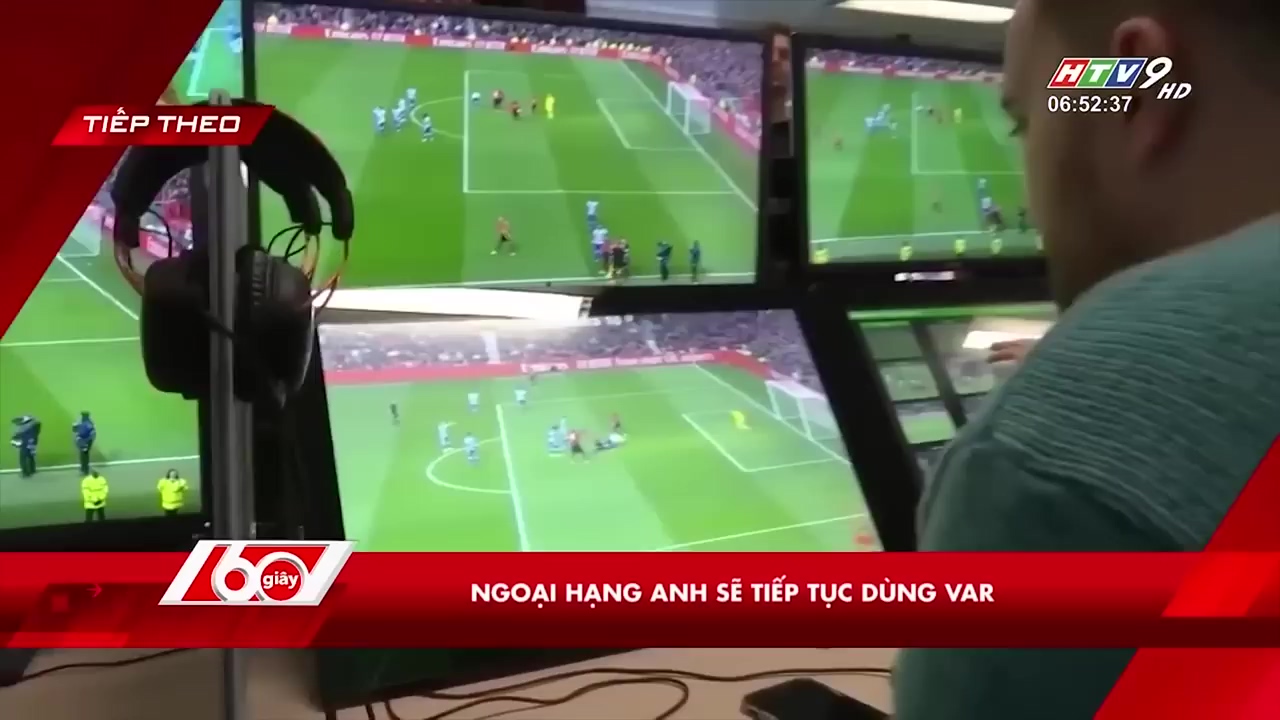 HTV9 HD
06:52:37
TIẾP THEO
60 giây
NGOẠI HẠNG ANH SẼ TIẾP TỤC DÙNG VAR